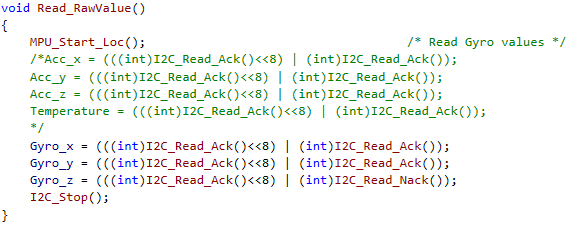 void Read_RawValue()
{
    MPU_Start_Loc();                                    /* Read Gyro values */
    /*Acc_x = (((int)I2C_Read_Ack()<<8) | (int)I2C_Read_Ack());
    Acc_y = (((int)I2C_Read_Ack()<<8) | (int)I2C_Read_Ack());
    Acc_z = (((int)I2C_Read_Ack()<<8) | (int)I2C_Read_Ack());
    Temperature = (((int)I2C_Read_Ack()<<8) | (int)I2C_Read_Ack());
    */
    Gyro_x = (((int)I2C_Read_Ack()<<8) | (int)I2C_Read_Ack());
    Gyro_y = (((int)I2C_Read_Ack()<<8) | (int)I2C_Read_Ack());
    Gyro_z = (((int)I2C_Read_Ack()<<8) | (int)I2C_Read_Nack());
    I2C_Stop();
}